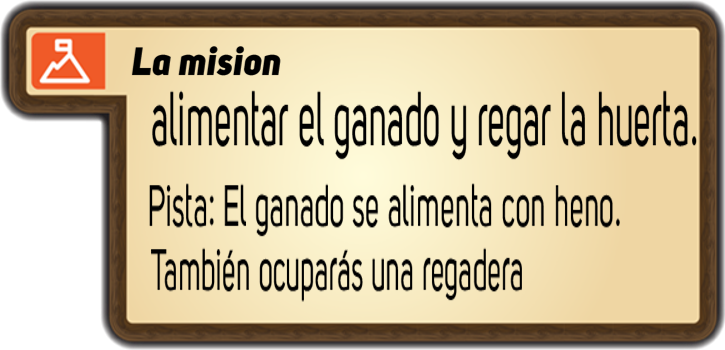 La mision
alimentar el ganado y regar la huerta.
Pista: El ganado se alimenta con heno.
También ocuparás una regadera